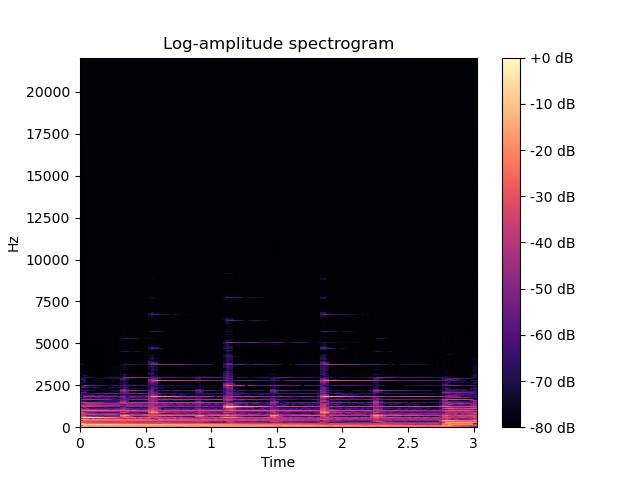 Log-amplitude spectrogram
Hz
20000
17500
15000
12500
10000
7500
5000
2500
0
0 0.5 1 1.5 2 2.5 3
Time
+0 dB
-10 dB
-20 dB
-30 dB
-40 dB
-50 dB
-60 dB
-70 dB
-80 dB